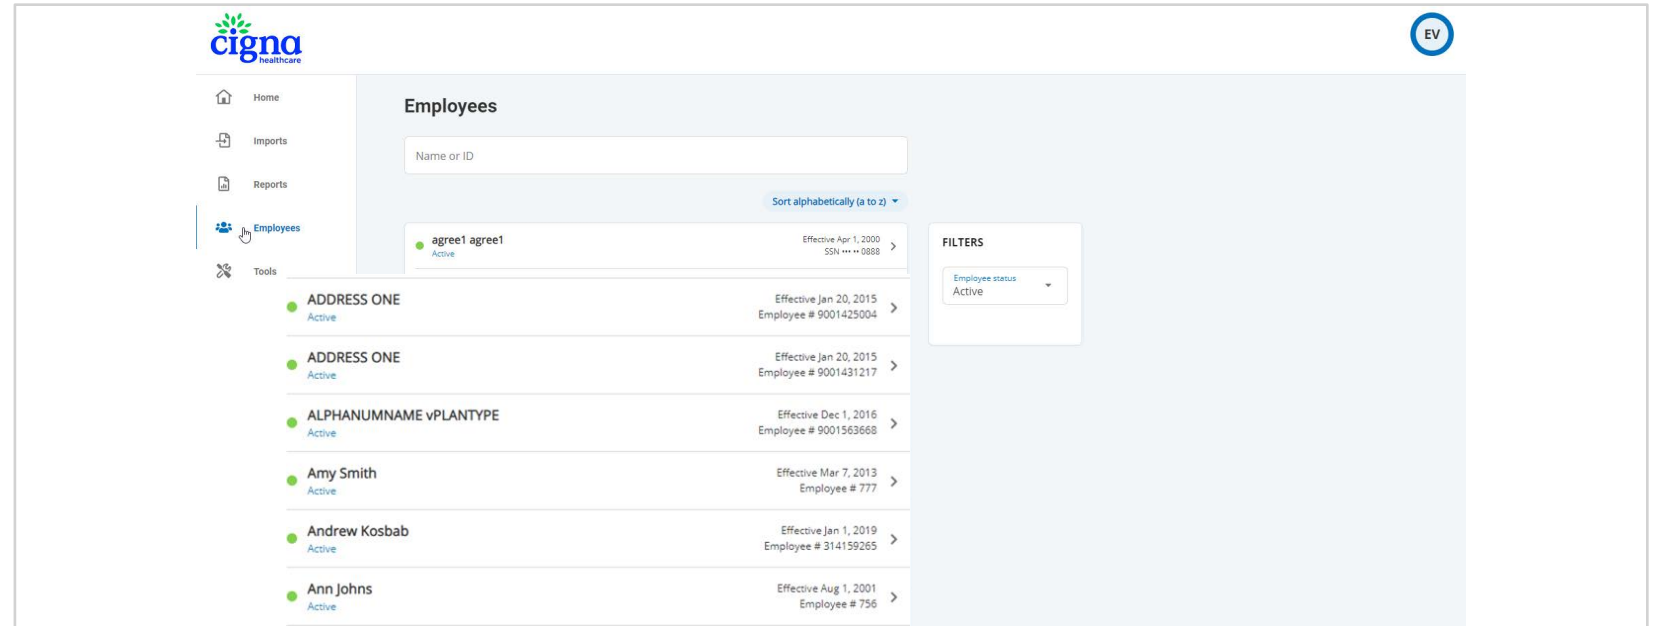 cigna
healthcare
EV
Home
Imports
Reports
Employees
Tools
Employees
Name or ID
Sort alphabetically (a to z)
agree1 agree1
Active
Effective Apr 1, 2000
SSN ••• •• 0888
ADDRESS ONE
Active
Effective Jan 20, 2015
Employee # 9001425004
ADDRESS ONE
Active
Effective Jan 20, 2015
Employee # 9001431217
ALPHANUMNAME vPLANTYPE
Active
Effective Dec 1, 2016
Employee # 9001563668
Amy Smith
Active
Effective Mar 7, 2013
Employee # 777
Andrew Kosbab
Active
Effective Jan 1, 2019
Employee # 314159265
Ann Johns
Active
Effective Aug 1, 2001
Employee # 756
FILTERS
Employee status
Active